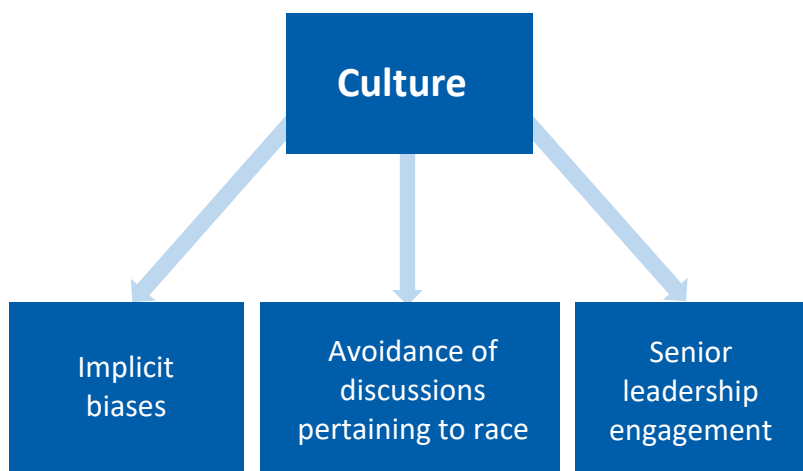 Culture
Implicit
biases
Avoidance of
discussions
pertaining to race
Senior
leadership
engagement